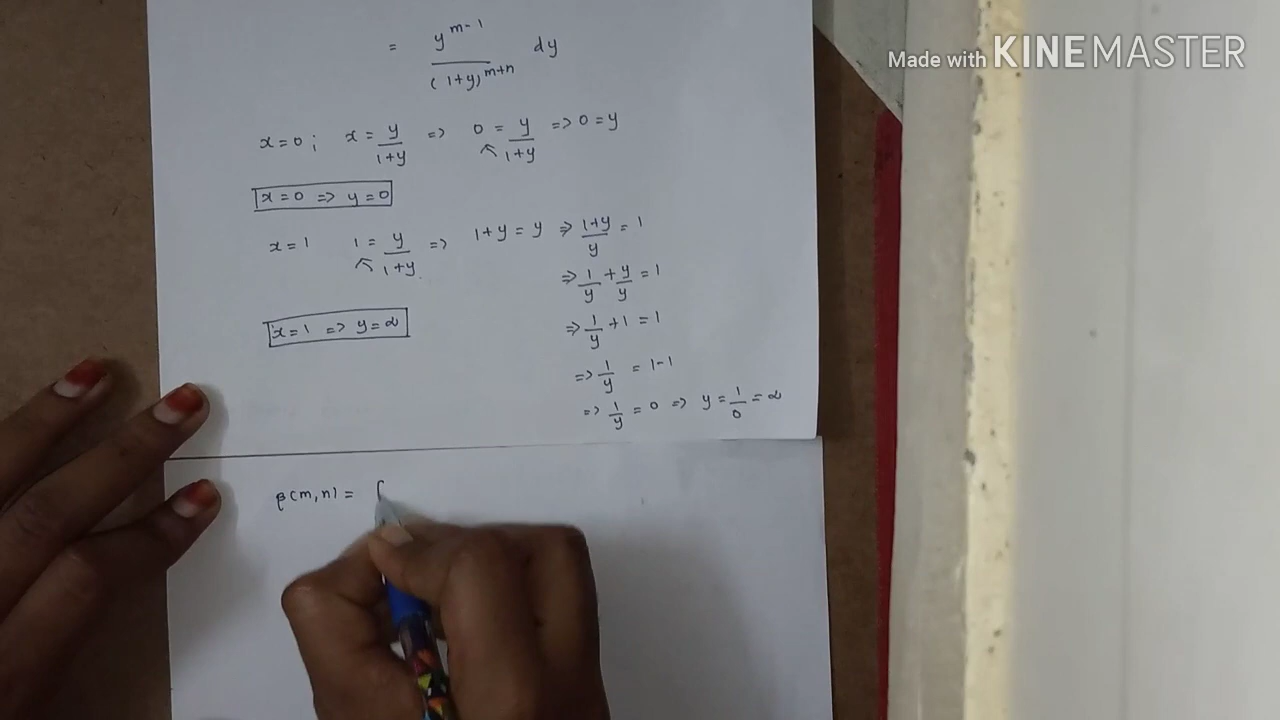 Made with KINEMASTER
= y^{m-1} / (1+y)^{m+n} dy
x=0; x = y/1+y => 0 = y/1+y => 0=y
x=0 => y=0
x=1 1 = y/1+y => 1+y = y => 1+y/y = 1
=> 1/y + y/y = 1
=> 1/y + 1 = 1
x=1 => y=∞
=> 1/y = 1-1
=> 1/y = 0 => y = 1/0 = ∞
β(m,n) = ∫